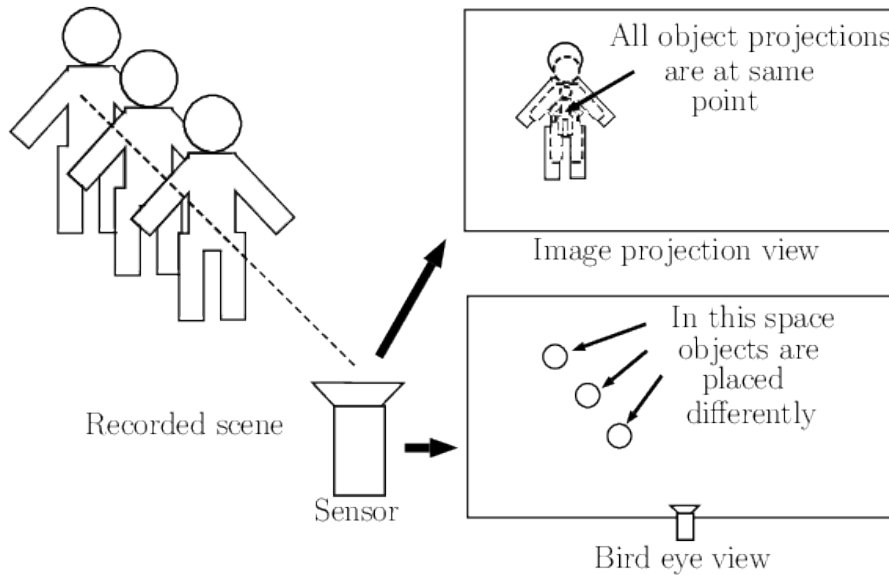 All object projections
are at same
point
Image projection view
In this space
objects are
placed
differently
Recorded scene
Sensor
Bird eye view